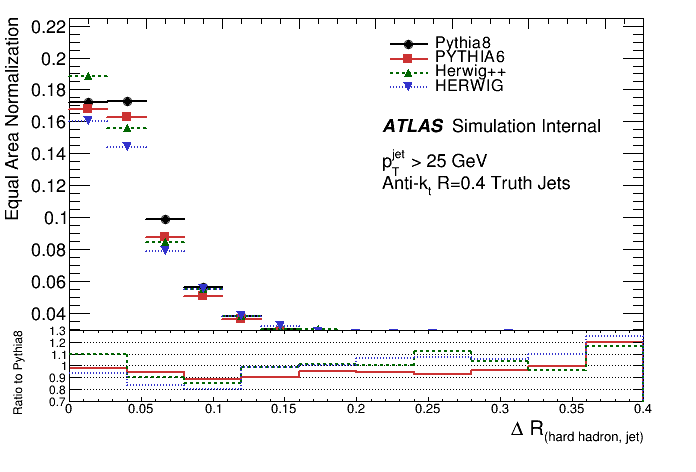 Equal Area Normalization
0.22
0.2
0.18
0.16
0.14
0.12
0.1
0.08
0.06
0.04
Pythia8
PYTHIA6
Herwig++
HERWIG
ATLAS Simulation Internal
p_T^jet > 25 GeV
Anti-k_t R=0.4 Truth Jets
Ratio to Pythia8
1.3
1.2
1.1
1
0.9
0.8
0.7
0 0.05 0.1 0.15 0.2 0.25 0.3 0.35 0.4
Δ R_(hard hadron, jet)